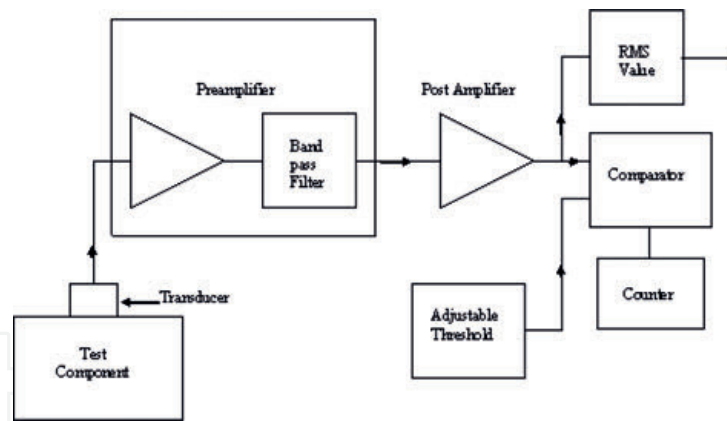 RMS
Value
Preamplifier
Post Amplifier
Band
pass
Filter
Comparator
Transducer
Adjustable
Threshold
Counter
Test
Component